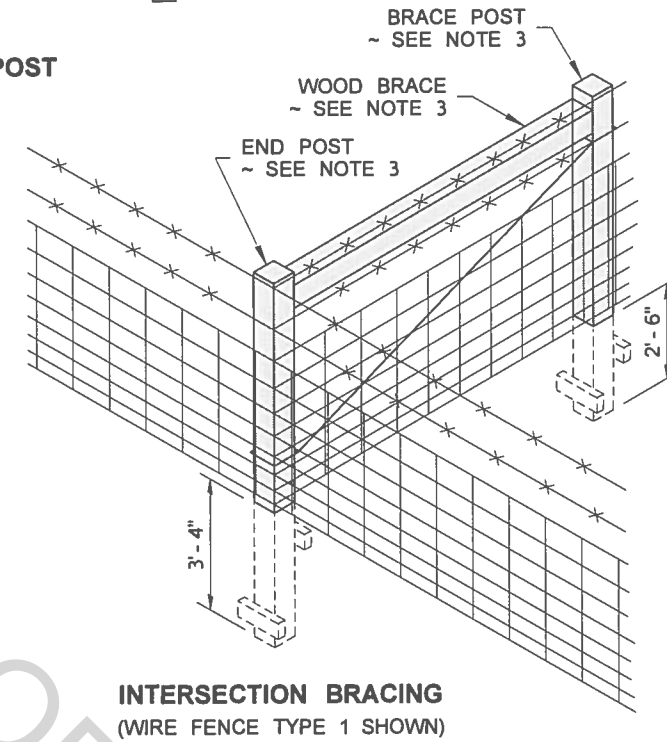 POST
BRACE POST
~ SEE NOTE 3
WOOD BRACE
~ SEE NOTE 3
END POST
~ SEE NOTE 3
2'-6"
3'-4"
INTERSECTION BRACING
(WIRE FENCE TYPE 1 SHOWN)